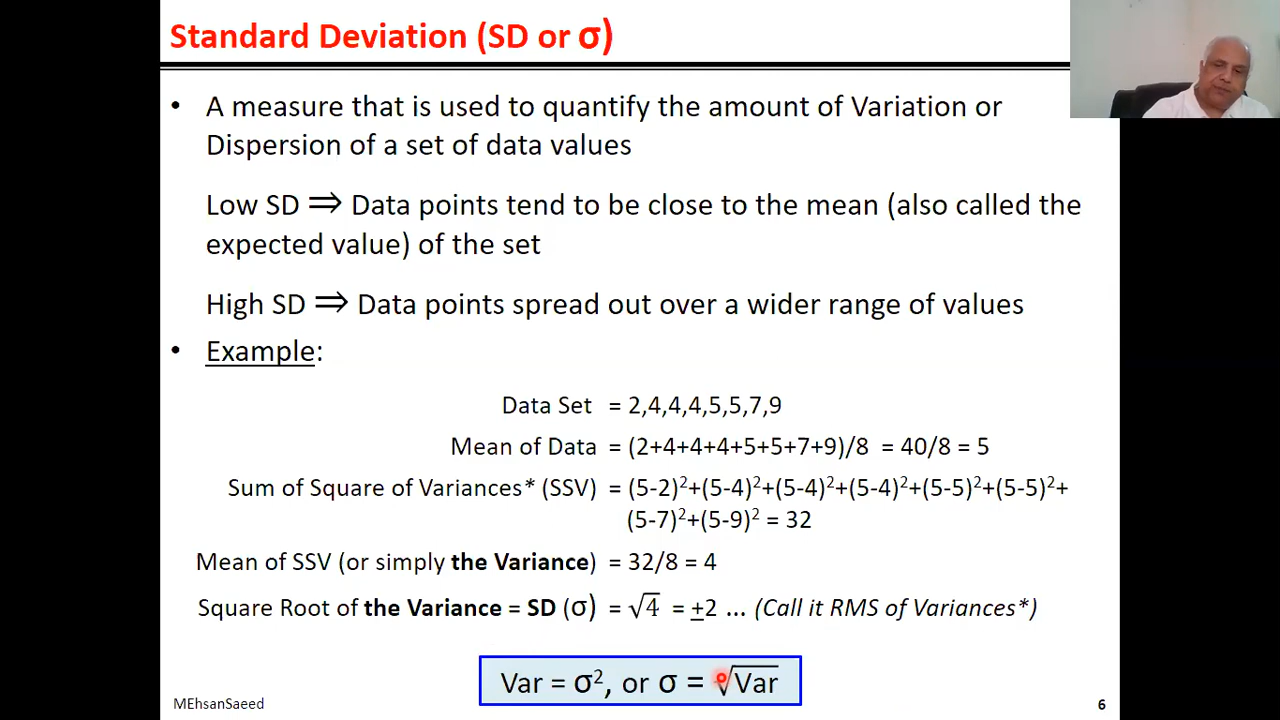 Standard Deviation (SD or σ)
• A measure that is used to quantify the amount of Variation or
Dispersion of a set of data values
Low SD ⇒ Data points tend to be close to the mean (also called the
expected value) of the set
High SD ⇒ Data points spread out over a wider range of values
• Example:
Data Set = 2,4,4,4,5,5,7,9
Mean of Data = (2+4+4+4+5+5+7+9)/8 = 40/8 = 5
Sum of Square of Variances* (SSV) = (5-2)²+(5-4)²+(5-4)²+(5-4)²+(5-5)²+(5-5)²+
(5-7)²+(5-9)² = 32
Mean of SSV (or simply the Variance) = 32/8 = 4
Square Root of the Variance = SD (σ) = √4 = ±2 ... (Call it RMS of Variances*)
Var = σ², or σ = √Var
MEhsanSaeed
6